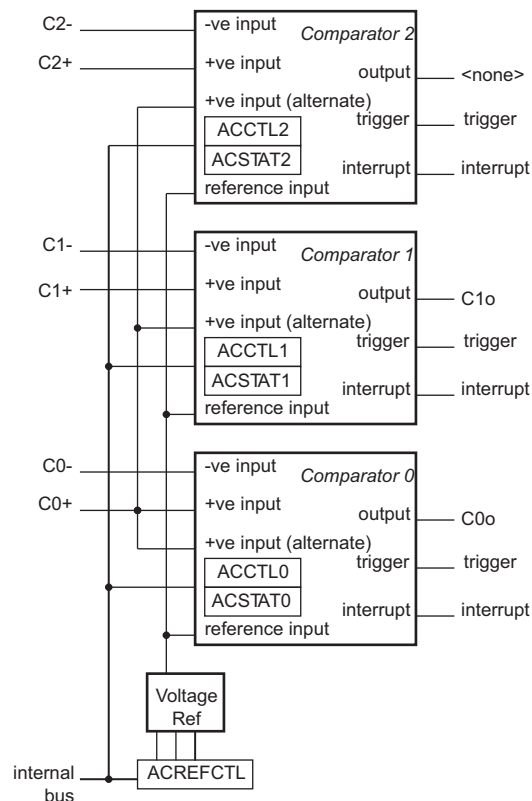 C2-
-ve input
Comparator 2
C2+
+ve input
output
<none>
+ve input (alternate)
ACCTL2
trigger
trigger
ACSTAT2
interrupt
interrupt
reference input
C1-
-ve input
Comparator 1
C1+
+ve input
output
C1o
+ve input (alternate)
ACCTL1
trigger
trigger
ACSTAT1
interrupt
interrupt
reference input
C0-
-ve input
Comparator 0
C0+
+ve input
output
C0o
+ve input (alternate)
ACCTL0
trigger
trigger
ACSTAT0
interrupt
interrupt
reference input
Voltage
Ref
internal
bus
ACREFCTL